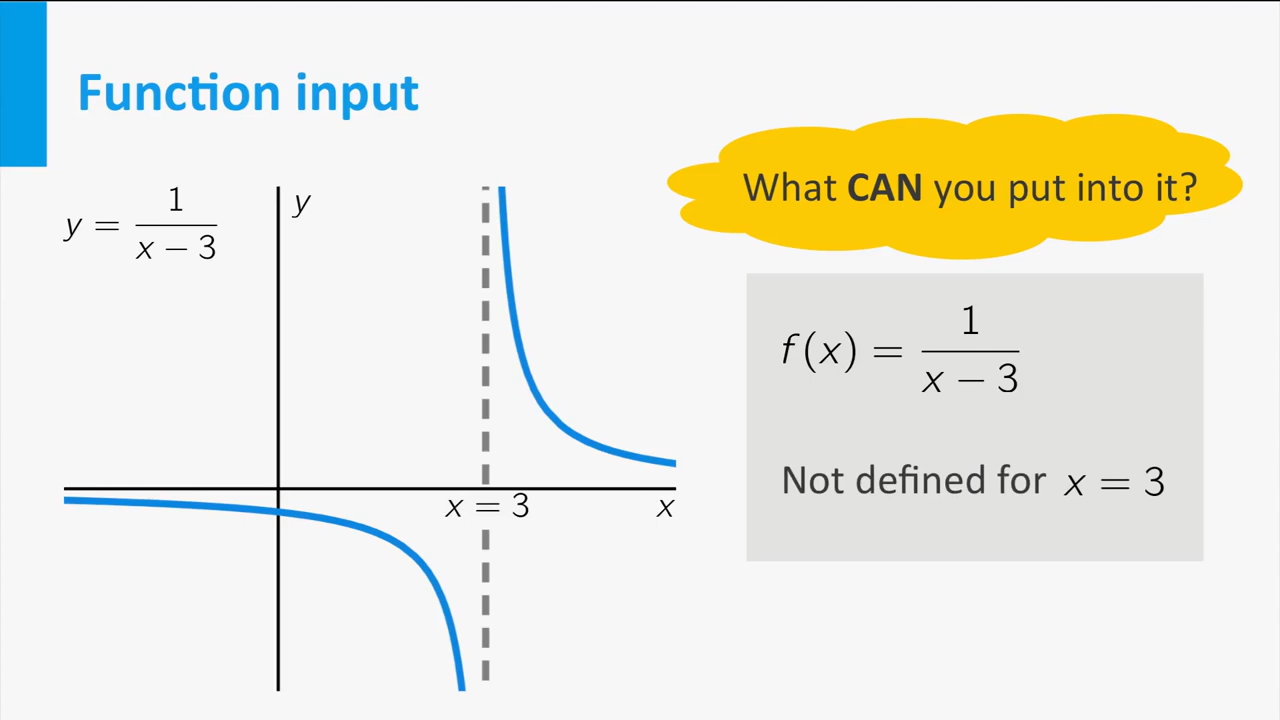 Function input
y = 1/(x − 3)
y
x = 3
x
What CAN you put into it?
f(x) = 1/(x − 3)
Not defined for x = 3